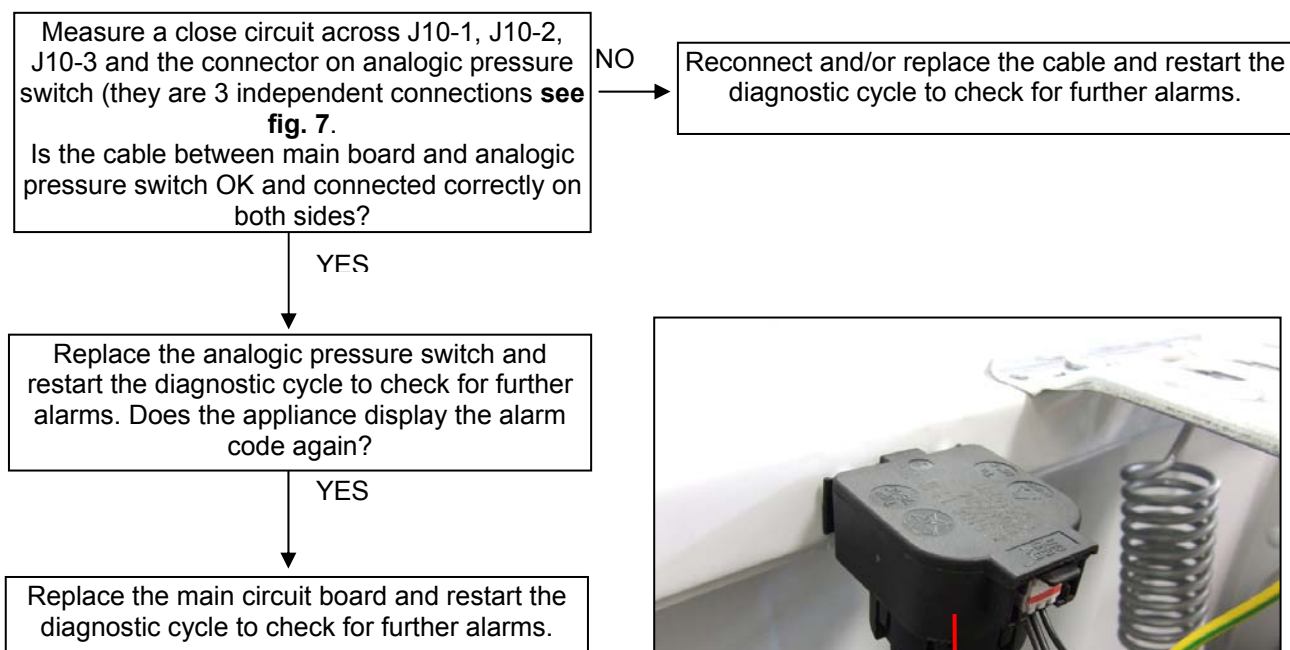 Measure a close circuit across J10-1, J10-2,
J10-3 and the connector on analogic pressure
switch (they are 3 independent connections see
fig. 7.
Is the cable between main board and analogic
pressure switch OK and connected correctly on
both sides?
NO
Reconnect and/or replace the cable and restart the
diagnostic cycle to check for further alarms.
YES
Replace the analogic pressure switch and
restart the diagnostic cycle to check for further
alarms. Does the appliance display the alarm
code again?
YES
Replace the main circuit board and restart the
diagnostic cycle to check for further alarms.